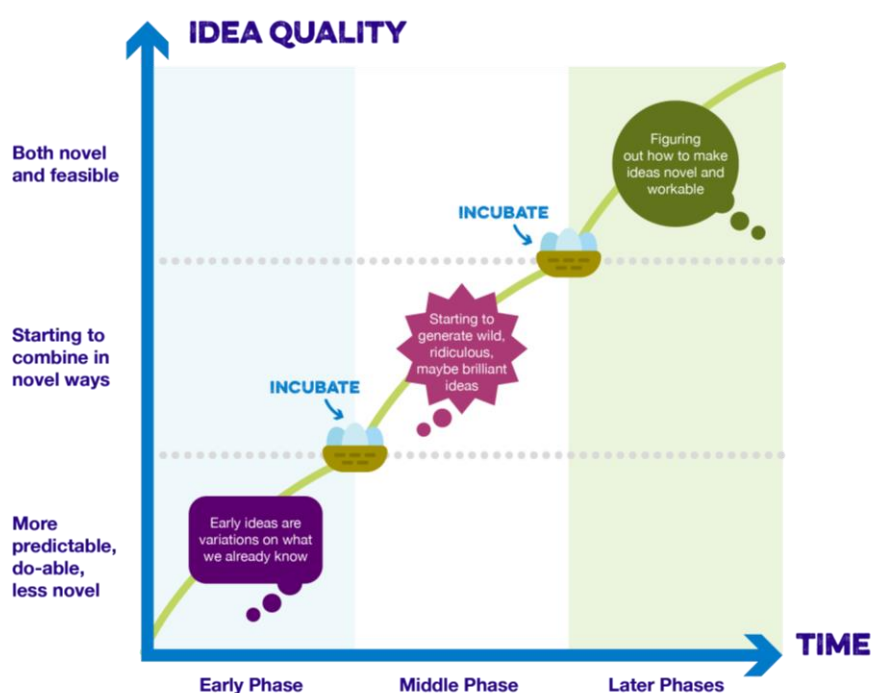 IDEA QUALITY
Both novel
and feasible
Figuring
out how to make
ideas novel and
workable
INCUBATE
Starting to
combine in
novel ways
Starting to
generate wild,
ridiculous,
maybe brilliant
ideas
INCUBATE
More
predictable,
do-able,
less novel
Early ideas are
variations on what
we already know
TIME
Early Phase
Middle Phase
Later Phases